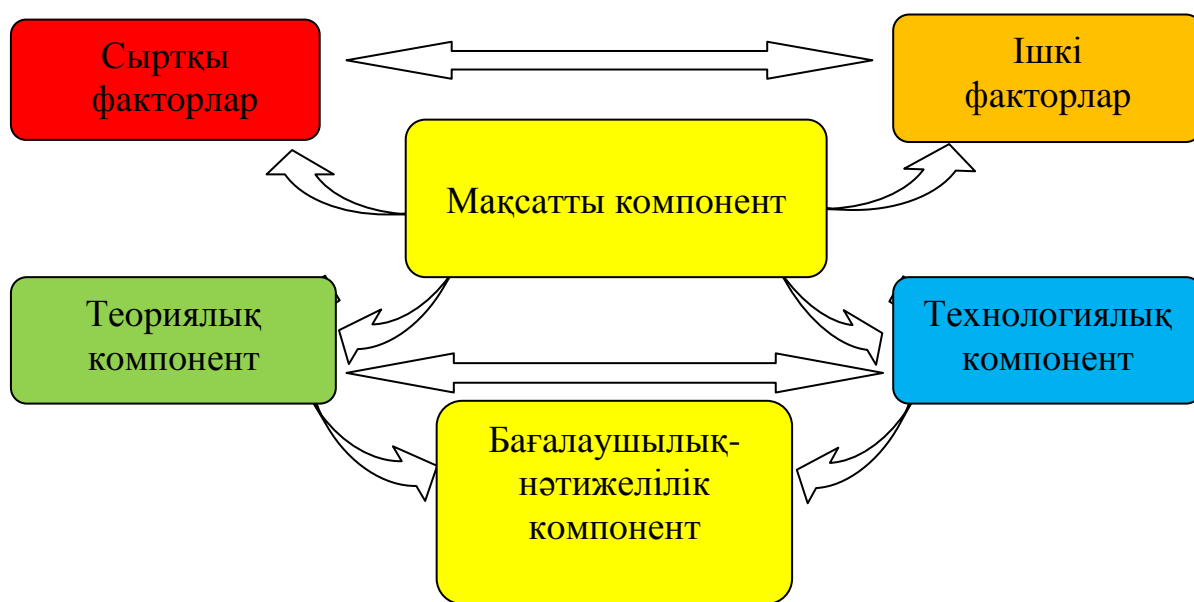 Сыртқы
факторлар
Ішкі
факторлар
Мақсатты компонент
Теориялық
компонент
Технологиялық
компонент
Бағалаушылық-
нәтижелілік
компонент